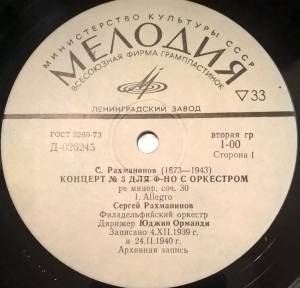 МИНИСТЕРСТВО КУЛЬТУРЫ СССР
МЕЛОДИЯ
ВСЕСОЮЗНАЯ ФИРМА ГРАМПЛАСТИНОК
▽33
ЛЕНИНГРАДСКИЙ ЗАВОД
ГОСТ 5289-73
Д-026245
вторая гр
1-00
Сторона 1
С. Рахманинов (1873—1943)
КОНЦЕРТ № 3 ДЛЯ Ф-НО С ОРКЕСТРОМ
ре минор, соч. 30
1. Allegro
Сергей Рахманинов
Филадельфийский оркестр
Дирижер Юджин Орманди
Записано 4.XII.1939 г.
и 24.II.1940 г.
Архивная запись